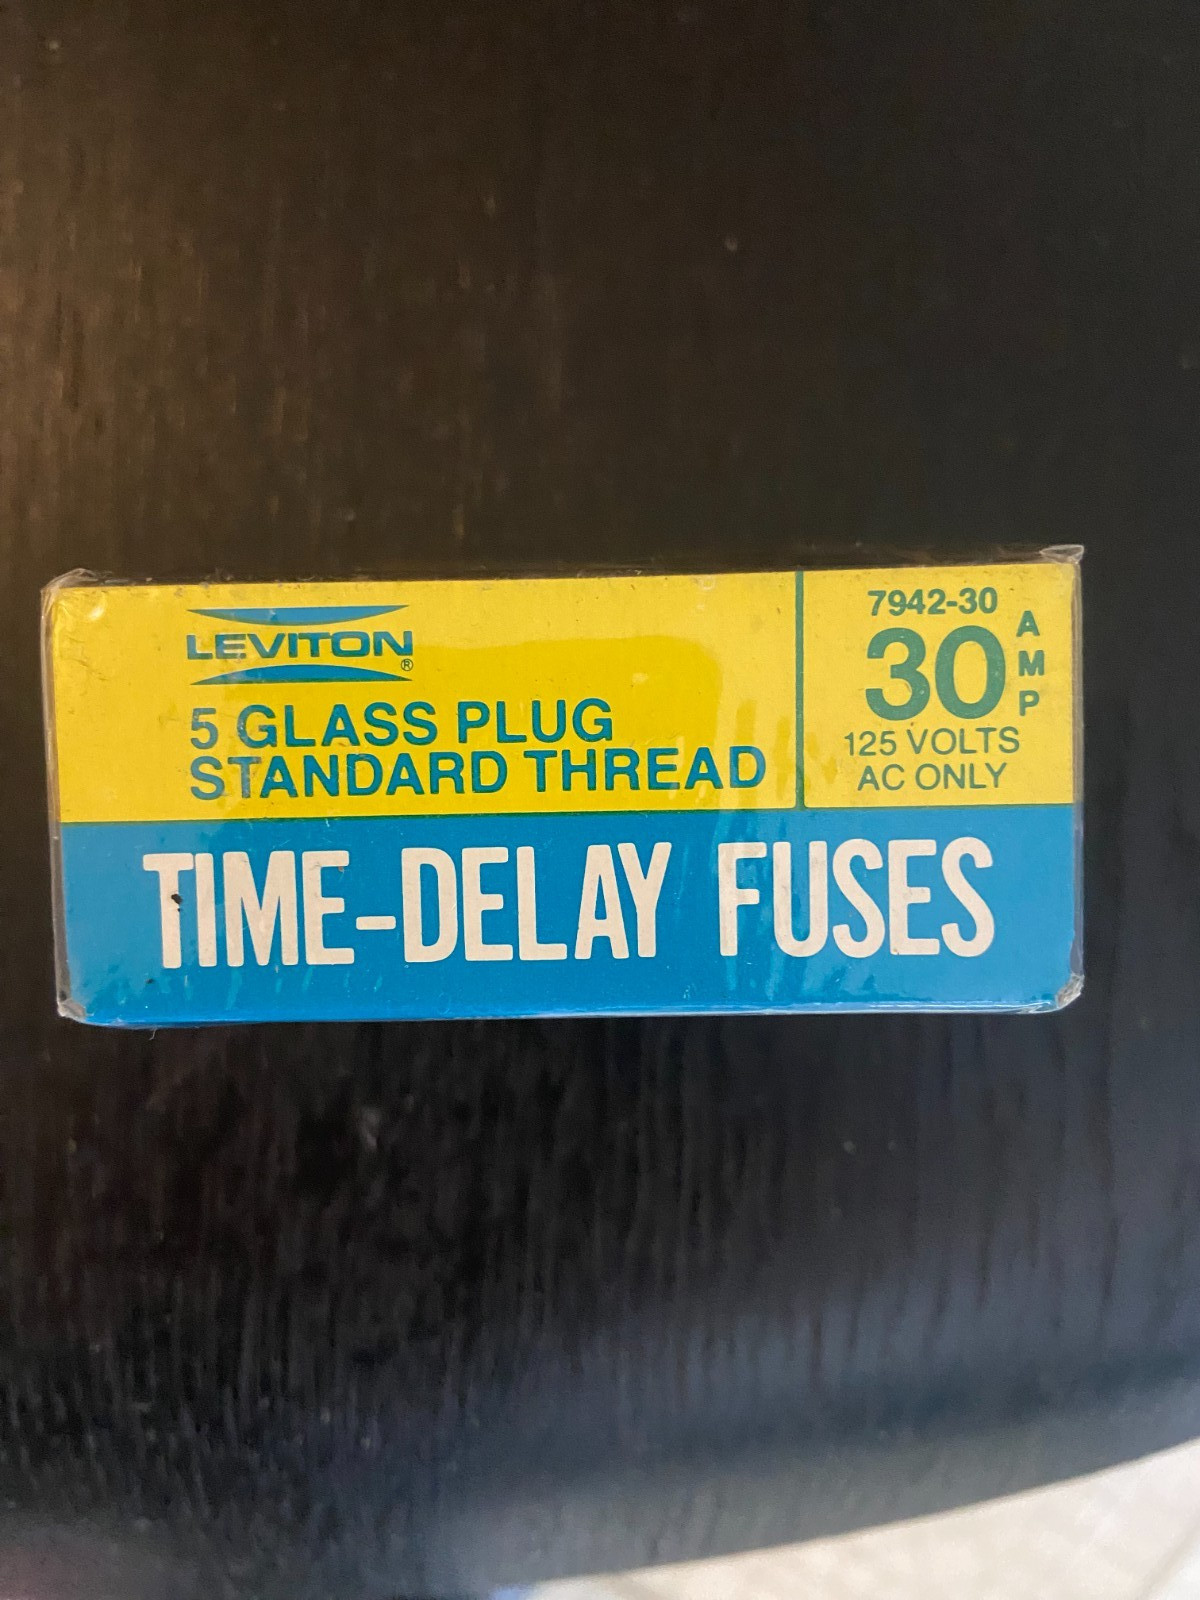 LEVITON®
5 GLASS PLUG
STANDARD THREAD
7942-30
30 AMP
125 VOLTS
AC ONLY
TIME-DELAY FUSES